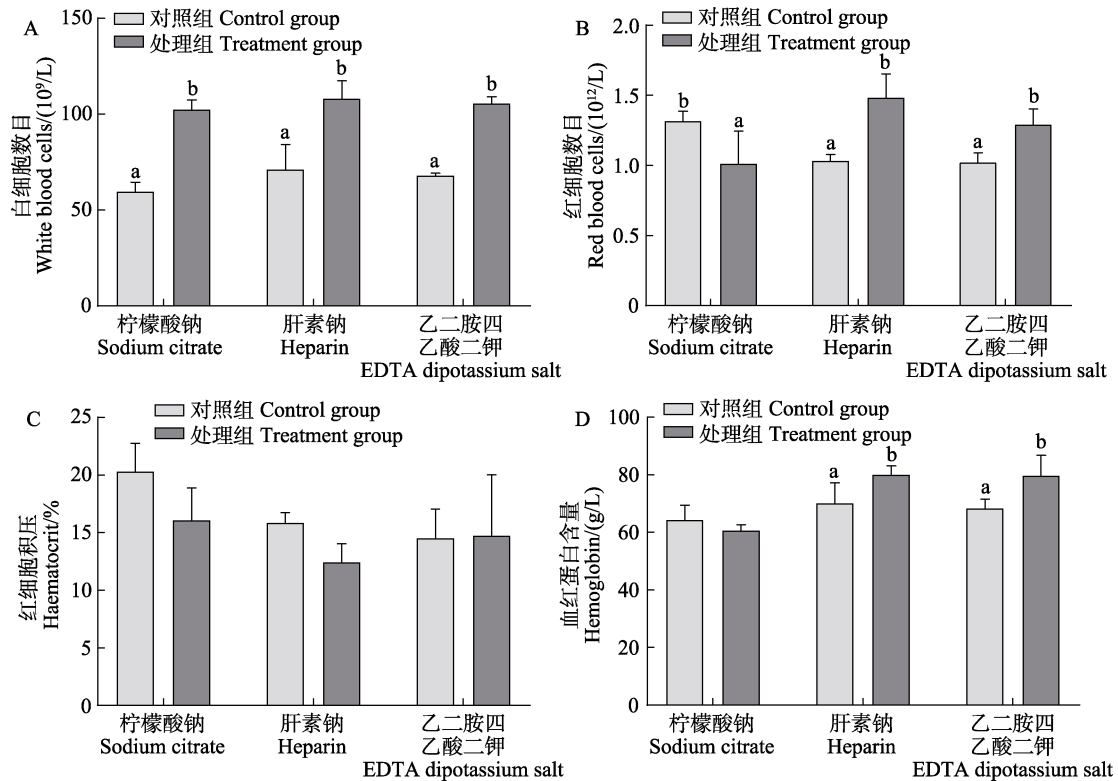 A
对照组 Control group
处理组 Treatment group
白细胞数目
White blood cells/(10⁹/L)
150
100
50
0
a
b
a
b
a
b
柠檬酸钠
Sodium citrate
肝素钠
Heparin
乙二胺四
乙酸二钾
EDTA dipotassium salt
B
对照组 Control group
处理组 Treatment group
红细胞数目
Red blood cells/(10¹²/L)
2.0
1.5
1.0
0.5
0
b
a
a
b
a
b
柠檬酸钠
Sodium citrate
肝素钠
Heparin
乙二胺四
乙酸二钾
EDTA dipotassium salt
C
对照组 Control group
处理组 Treatment group
红细胞积压
Haematocrit/%
25
20
15
10
5
0
柠檬酸钠
Sodium citrate
肝素钠
Heparin
乙二胺四
乙酸二钾
EDTA dipotassium salt
D
对照组 Control group
处理组 Treatment group
血红蛋白含量
Hemoglobin/(g/L)
100
80
60
40
20
0
a
b
a
b
柠檬酸钠
Sodium citrate
肝素钠
Heparin
乙二胺四
乙酸二钾
EDTA dipotassium salt